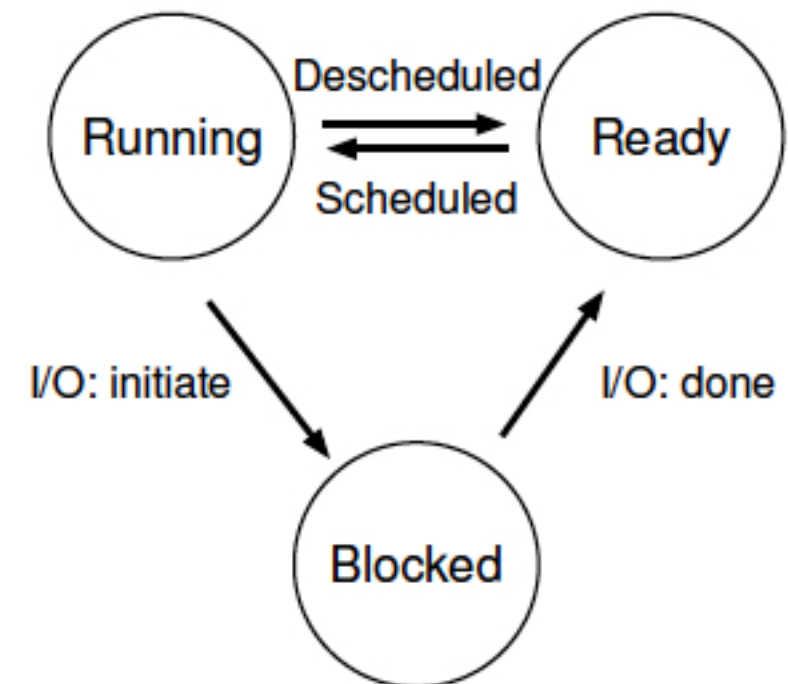 Descheduled
Running
Ready
Scheduled
I/O: initiate
I/O: done
Blocked